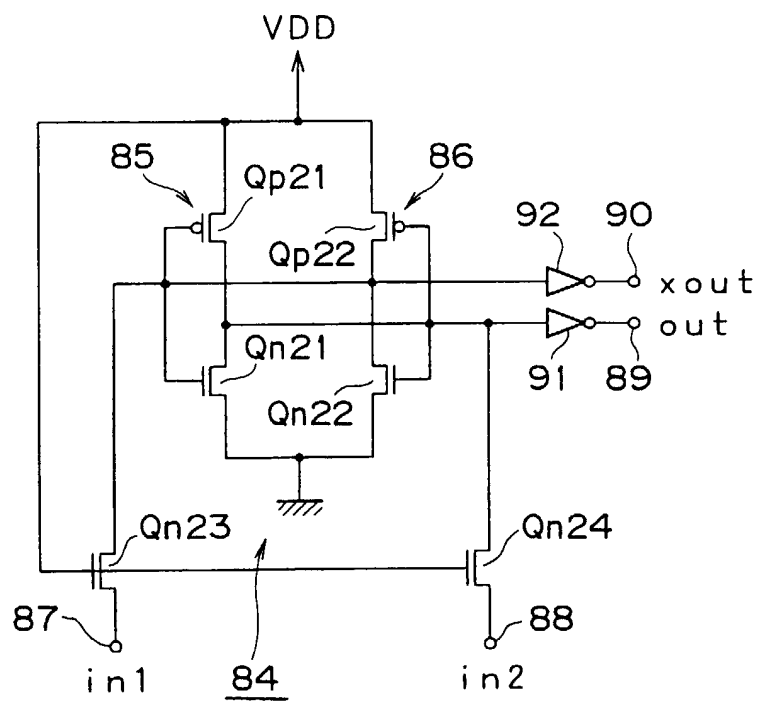 VDD
85
Qp21
86
Qp22
92
90
xout
out
Qn21
Qn22
91
89
Qn23
Qn24
87
88
in1
84
in2